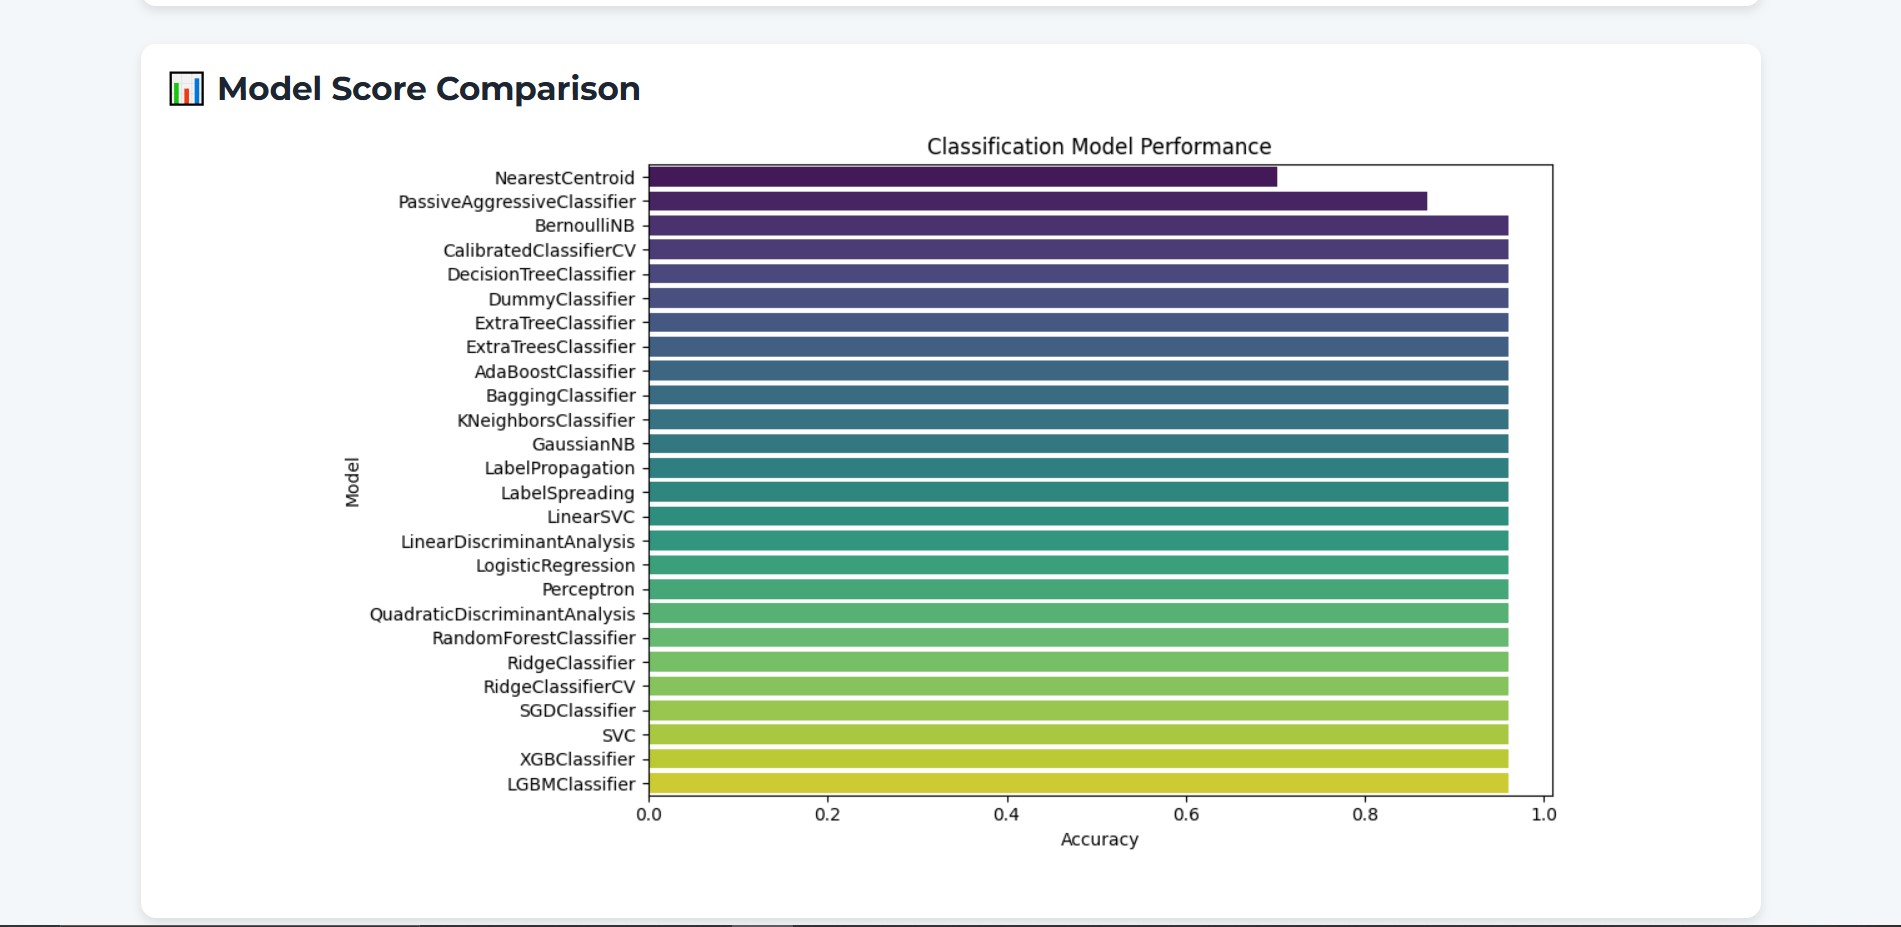 Model Score Comparison
Classification Model Performance
NearestCentroid
PassiveAggressiveClassifier
BernoulliNB
CalibratedClassifierCV
DecisionTreeClassifier
DummyClassifier
ExtraTreeClassifier
ExtraTreesClassifier
AdaBoostClassifier
BaggingClassifier
KNeighborsClassifier
GaussianNB
LabelPropagation
LabelSpreading
LinearSVC
LinearDiscriminantAnalysis
LogisticRegression
Perceptron
QuadraticDiscriminantAnalysis
RandomForestClassifier
RidgeClassifier
RidgeClassifierCV
SGDClassifier
SVC
XGBClassifier
LGBMClassifier
Model
0.0 0.2 0.4 0.6 0.8 1.0
Accuracy